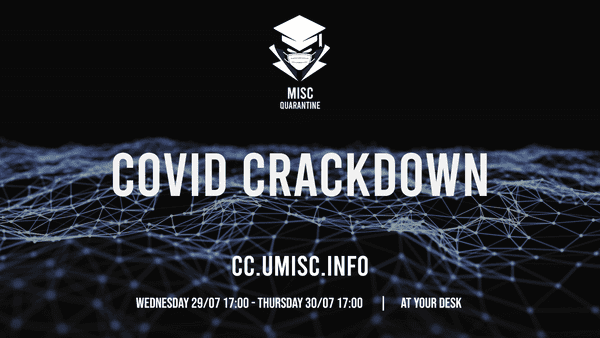 MISC
QUARANTINE
COVID CRACKDOWN
CC.UMISC.INFO
WEDNESDAY 29/07 17:00 - THURSDAY 30/07 17:00 | AT YOUR DESK